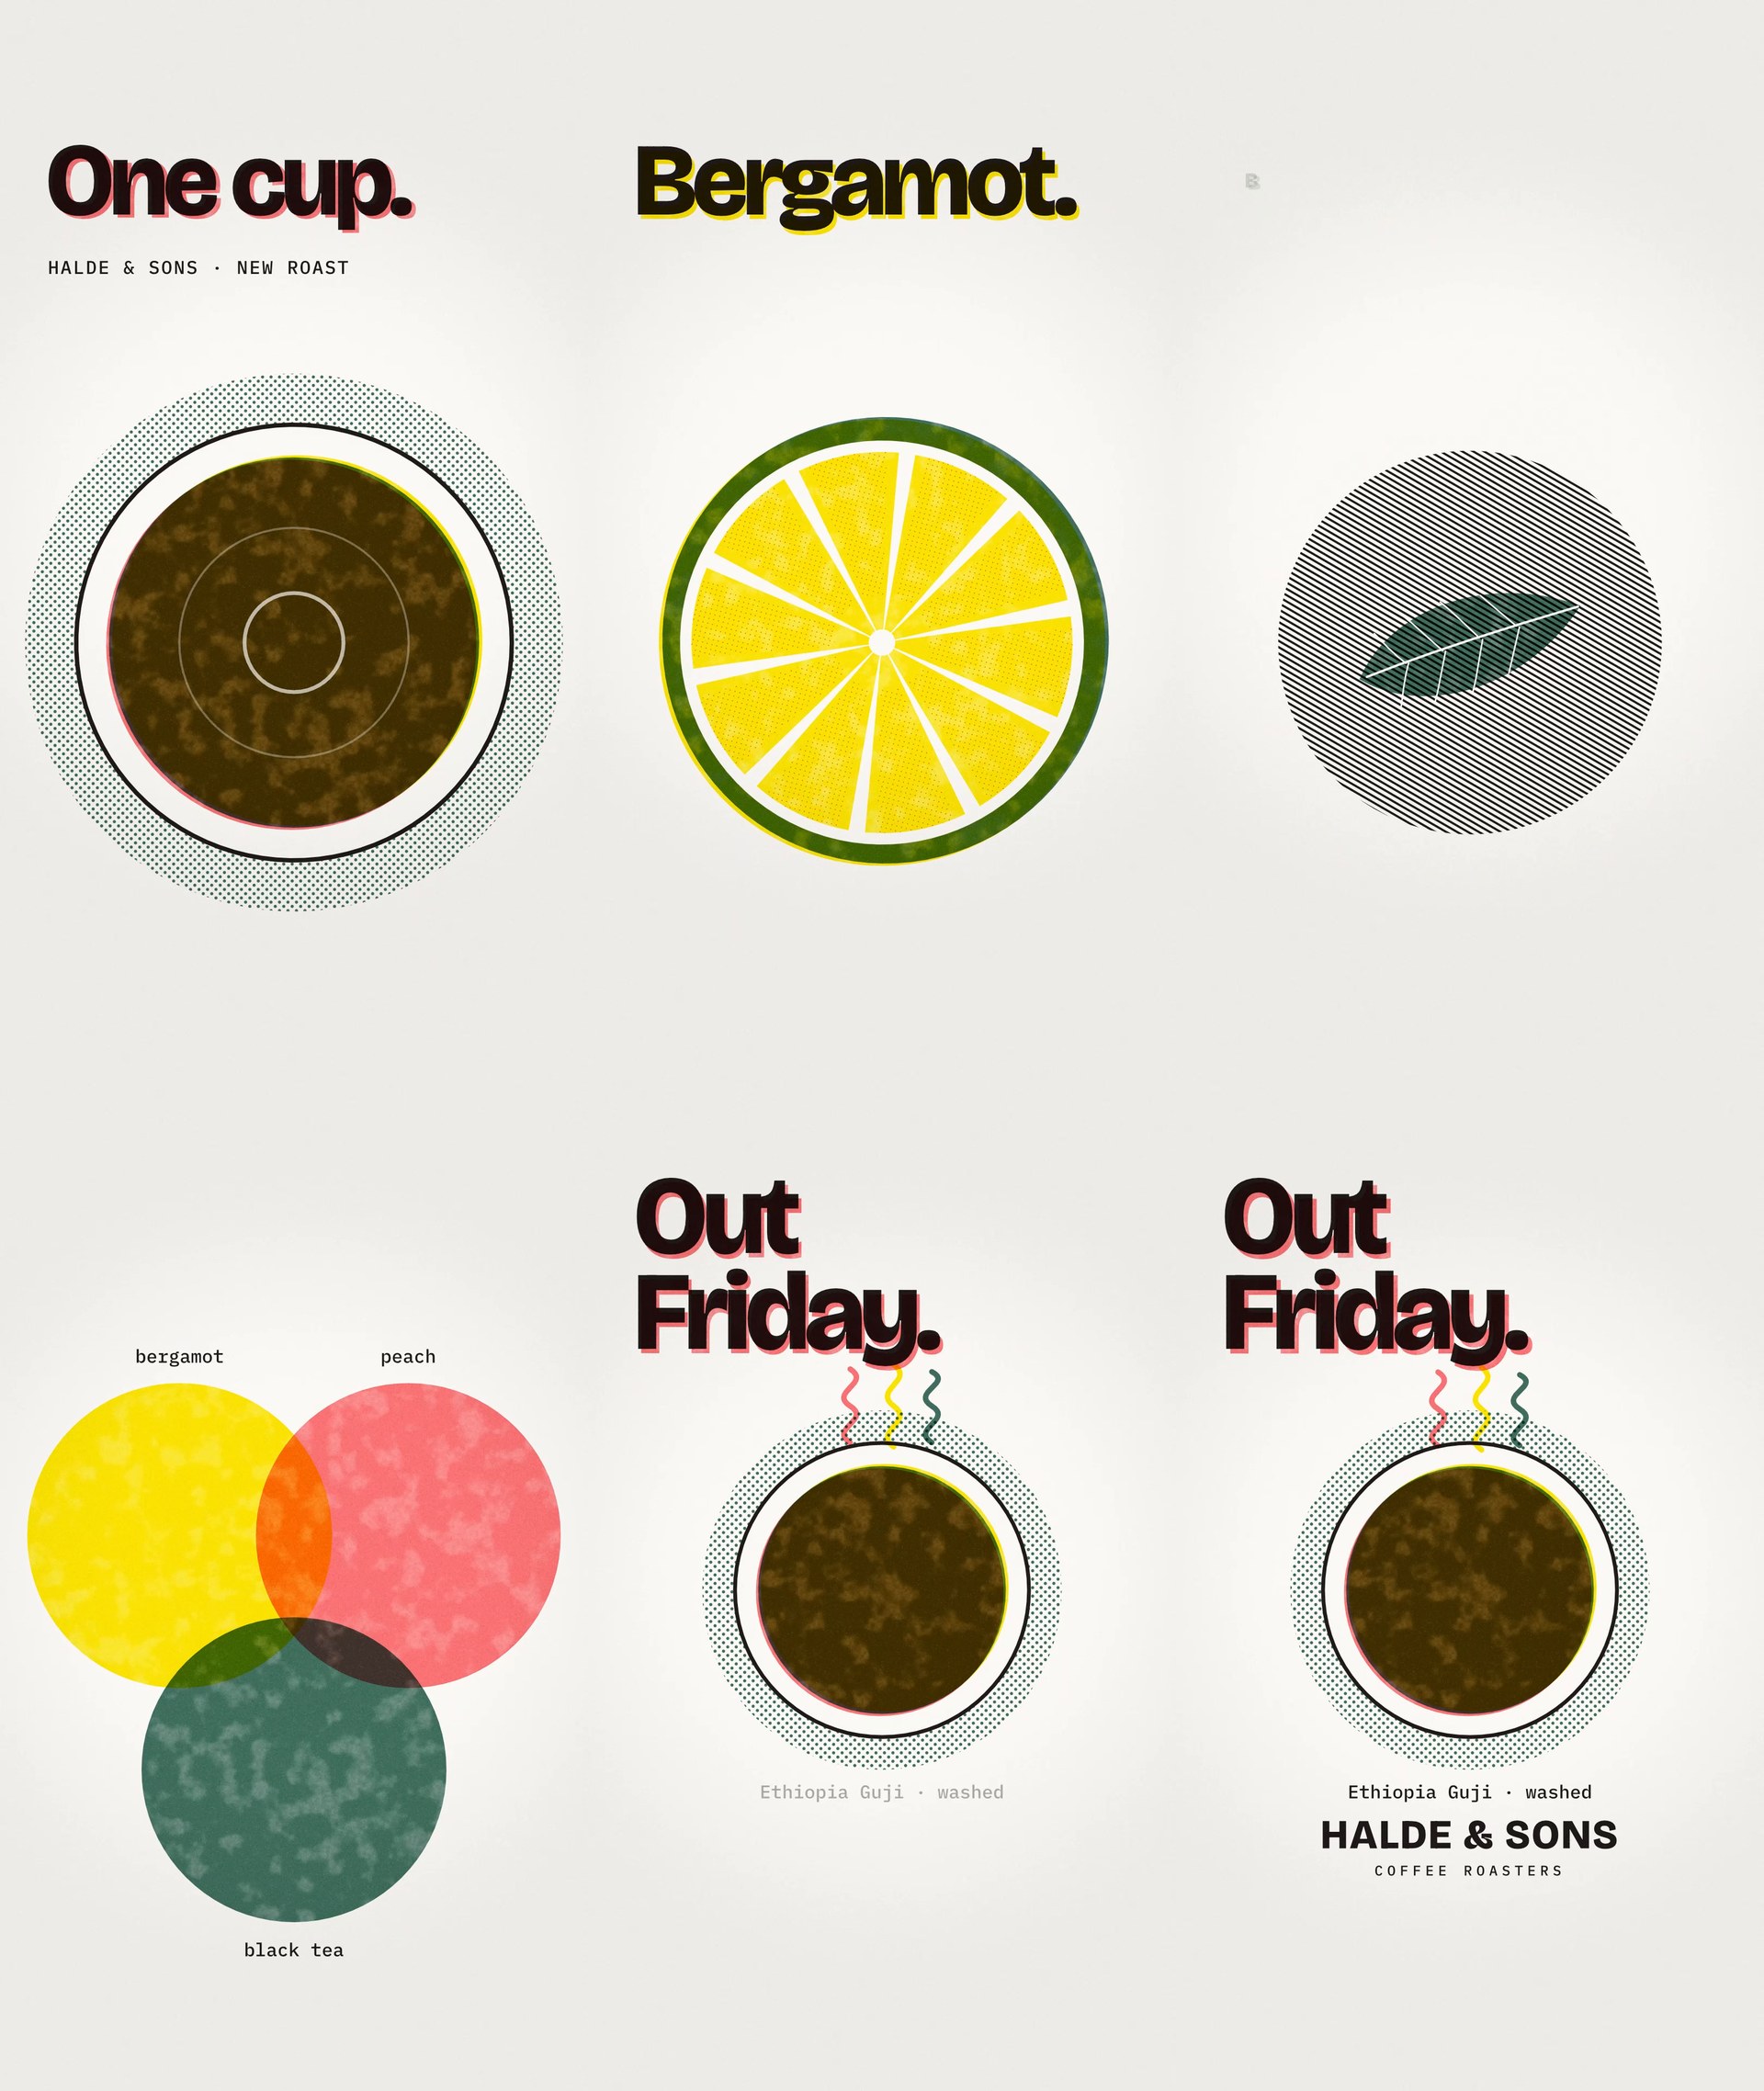 One cup.
HALDE & SONS · NEW ROAST
Bergamot.
B
bergamot
peach
black tea
Out
Friday.
Ethiopia Guji · washed
Out
Friday.
Ethiopia Guji · washed
HALDE & SONS
COFFEE ROASTERS